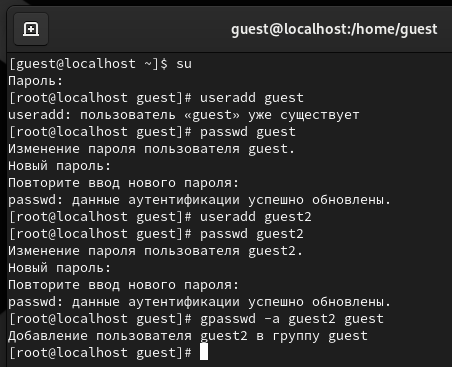 guest@localhost:/home/guest
[guest@localhost ~]$ su
Пароль:
[root@localhost guest]# useradd guest
useradd: пользователь «guest» уже существует
[root@localhost guest]# passwd guest
Изменение пароля пользователя guest.
Новый пароль:
Повторите ввод нового пароля:
passwd: данные аутентификации успешно обновлены.
[root@localhost guest]# useradd guest2
[root@localhost guest]# passwd guest2
Изменение пароля пользователя guest2.
Новый пароль:
Повторите ввод нового пароля:
passwd: данные аутентификации успешно обновлены.
[root@localhost guest]# gpasswd -a guest2 guest
Добавление пользователя guest2 в группу guest
[root@localhost guest]#